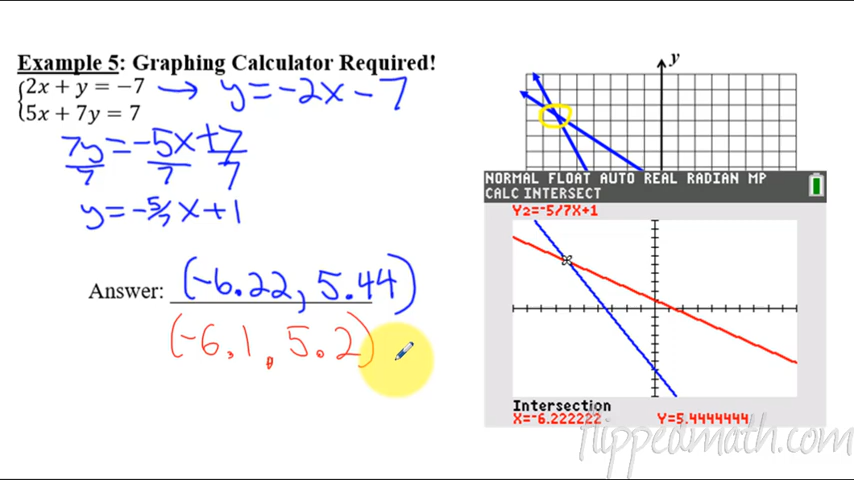 Example 5: Graphing Calculator Required!
2x + y = −7 → y = -2x - 7
5x + 7y = 7
7y = -5x + 7
7 7 7
y = -5/7 x + 1
Answer: (-6.22, 5.44)
(-6.1, 5.2)
y
NORMAL FLOAT AUTO REAL RADIAN MP
CALC INTERSECT
Y2=-5/7X+1
Intersection
X=-6.222222 Y=5.4444444
flippedmath.com